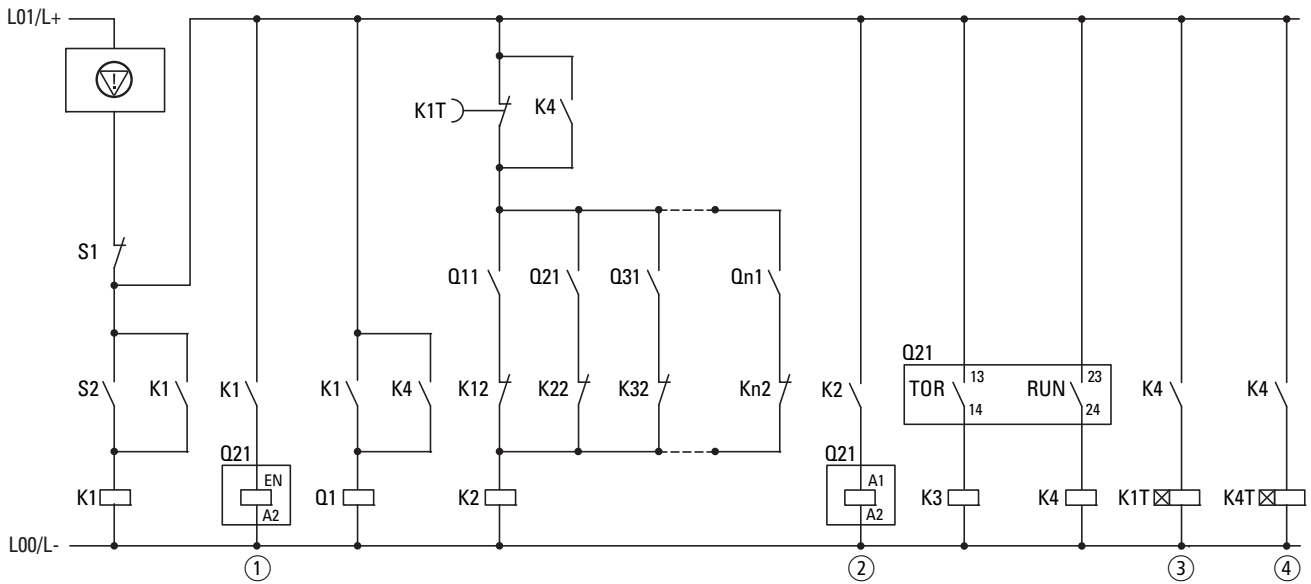 L01/L+
K1T
K4
S1
Q11
Q21
Q31
Qn1
Q21
S2
K1
K1
K1
K4
K12
K22
K32
Kn2
K2
TOR
13
14
RUN
23
24
K4
K4
Q21
EN
A2
Q21
A1
A2
K1
Q1
K2
K3
K4
K1T
K4T
L00/L-
①
②
③
④